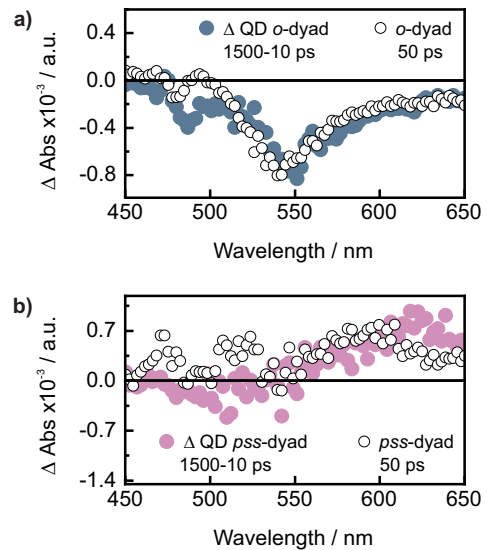 a)
0.4
0.0
-0.4
-0.8
Δ Abs x10⁻³ / a.u.
Δ QD o-dyad
1500-10 ps
o-dyad
50 ps
450 500 550 600 650
Wavelength / nm
b)
0.7
0.0
-0.7
-1.4
Δ Abs x10⁻³ / a.u.
Δ QD pss-dyad
1500-10 ps
pss-dyad
50 ps
450 500 550 600 650
Wavelength / nm